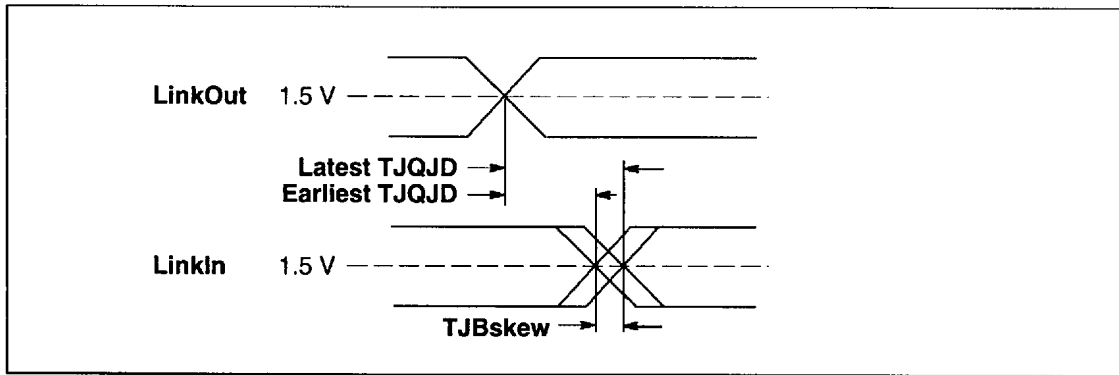 LinkOut 1.5 V
Latest TJQJD
Earliest TJQJD
LinkIn 1.5 V
TJBskew